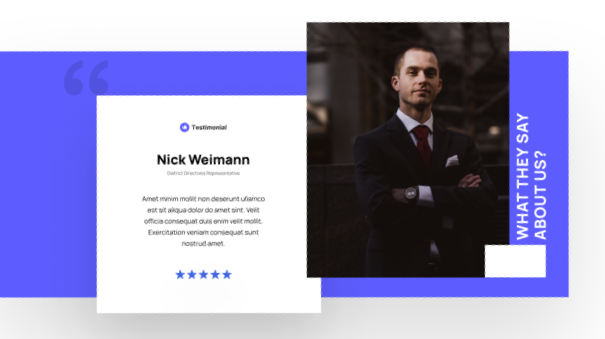 Testimonial
Nick Weimann
District Directives Representative
Amet minim mollit non deserunt ullamco
est sit aliqua dolor do amet sint. Velit
officia consequat duis enim velit mollit.
Exercitation veniam consequat sunt
nostrud amet.
WHAT THEY SAY
ABOUT US?